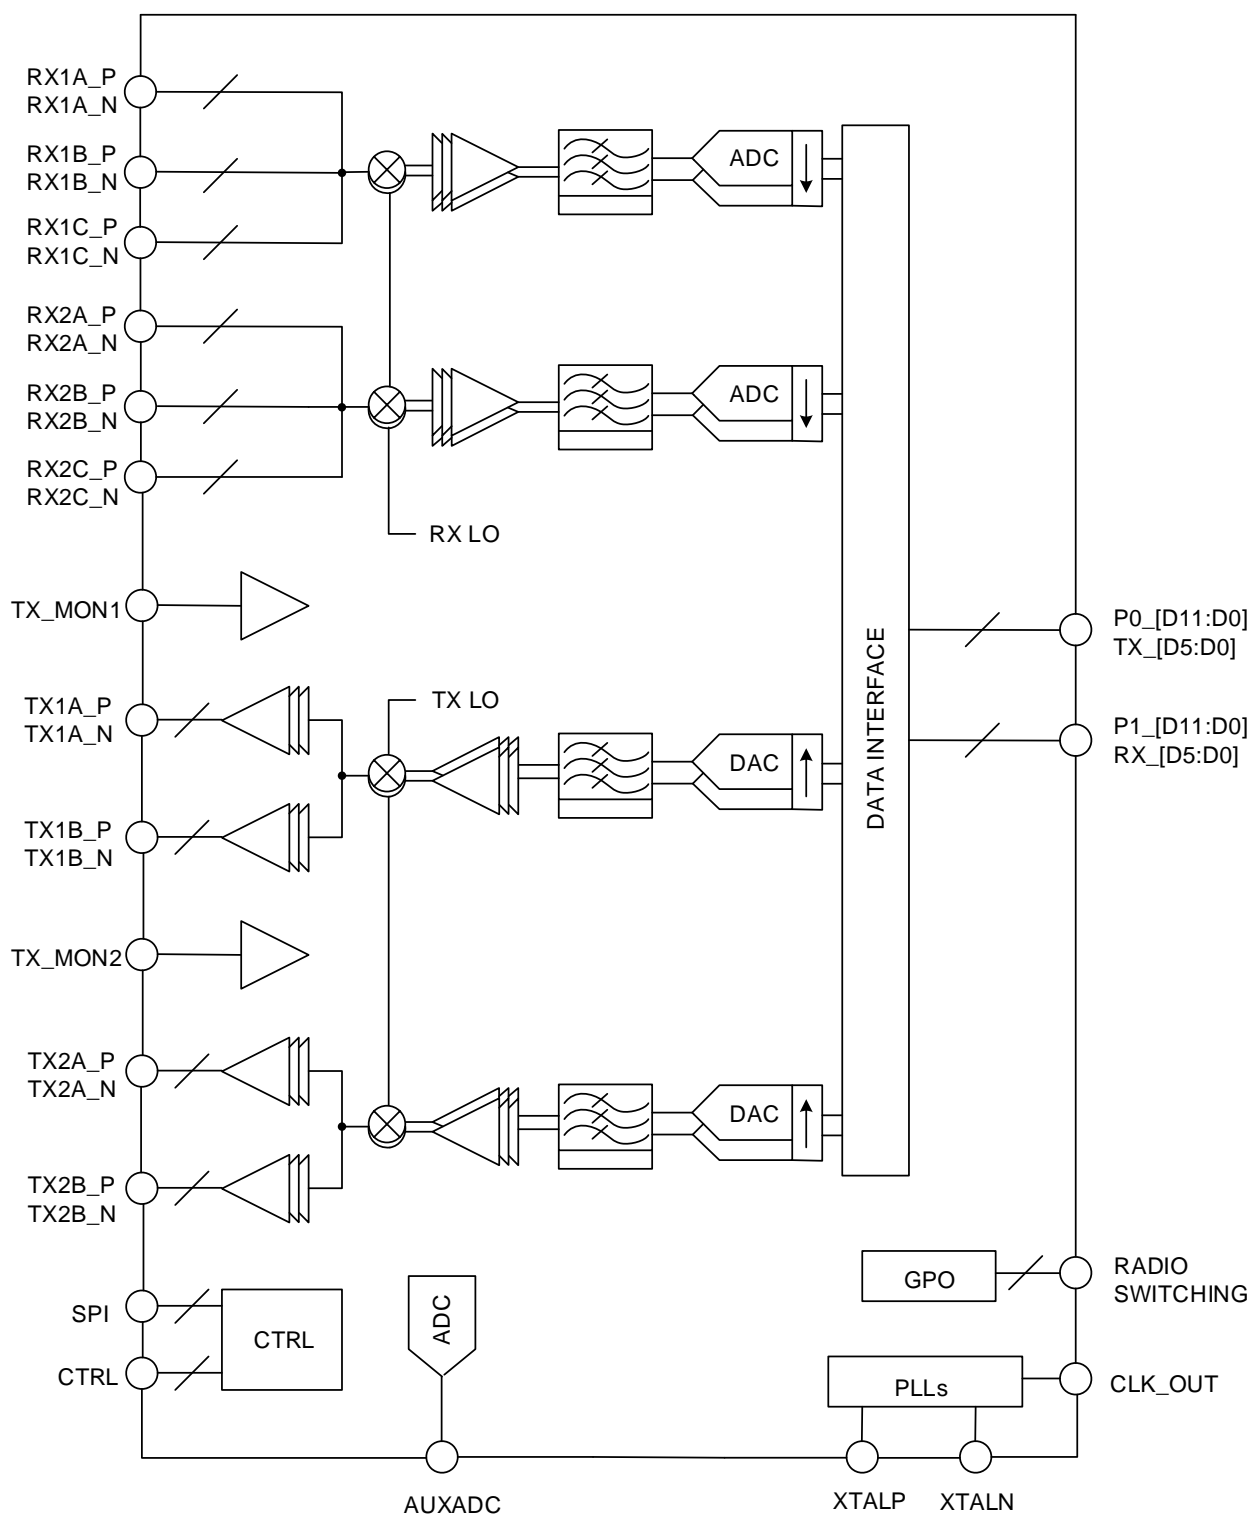 RX1A_P
RX1A_N
RX1B_P
RX1B_N
ADC
RX1C_P
RX1C_N
RX2A_P
RX2A_N
RX2B_P
RX2B_N
ADC
RX2C_P
RX2C_N
RX LO
TX_MON1
P0_[D11:D0]
TX_[D5:D0]
DATA INTERFACE
TX1A_P
TX1A_N
TX LO
P1_[D11:D0]
RX_[D5:D0]
DAC
TX1B_P
TX1B_N
TX_MON2
TX2A_P
TX2A_N
DAC
TX2B_P
TX2B_N
GPO
RADIO
SWITCHING
SPI
CTRL
CTRL
ADC
PLLs
CLK_OUT
AUXADC
XTALP
XTALN